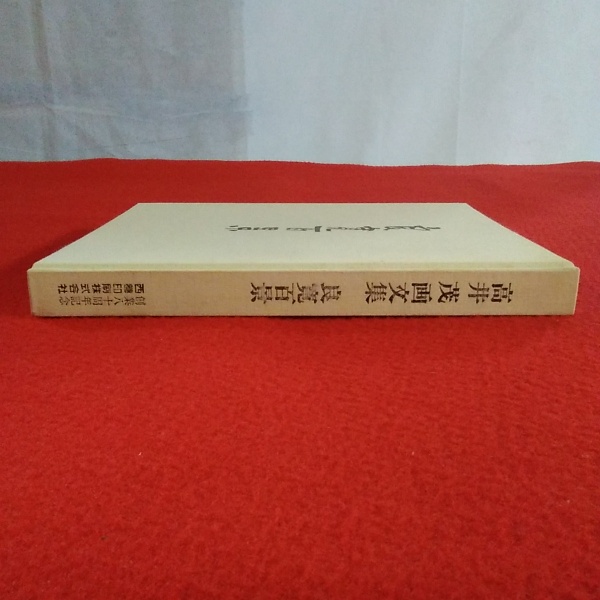 高井 茂画文集 良寛百景
創業八十周年記念
西巻印刷株式会社